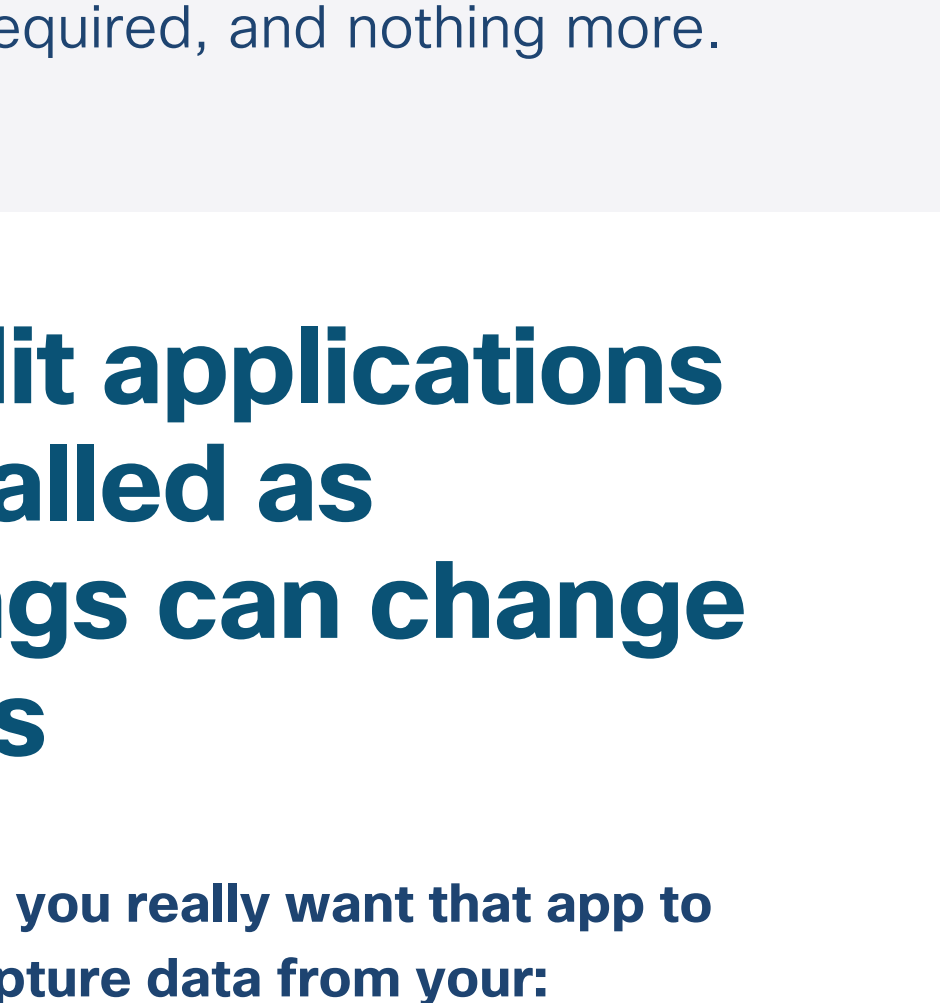 equired, and nothing more.
lit applications
alled as
ngs can change
s
you really want that app to
pture data from your: